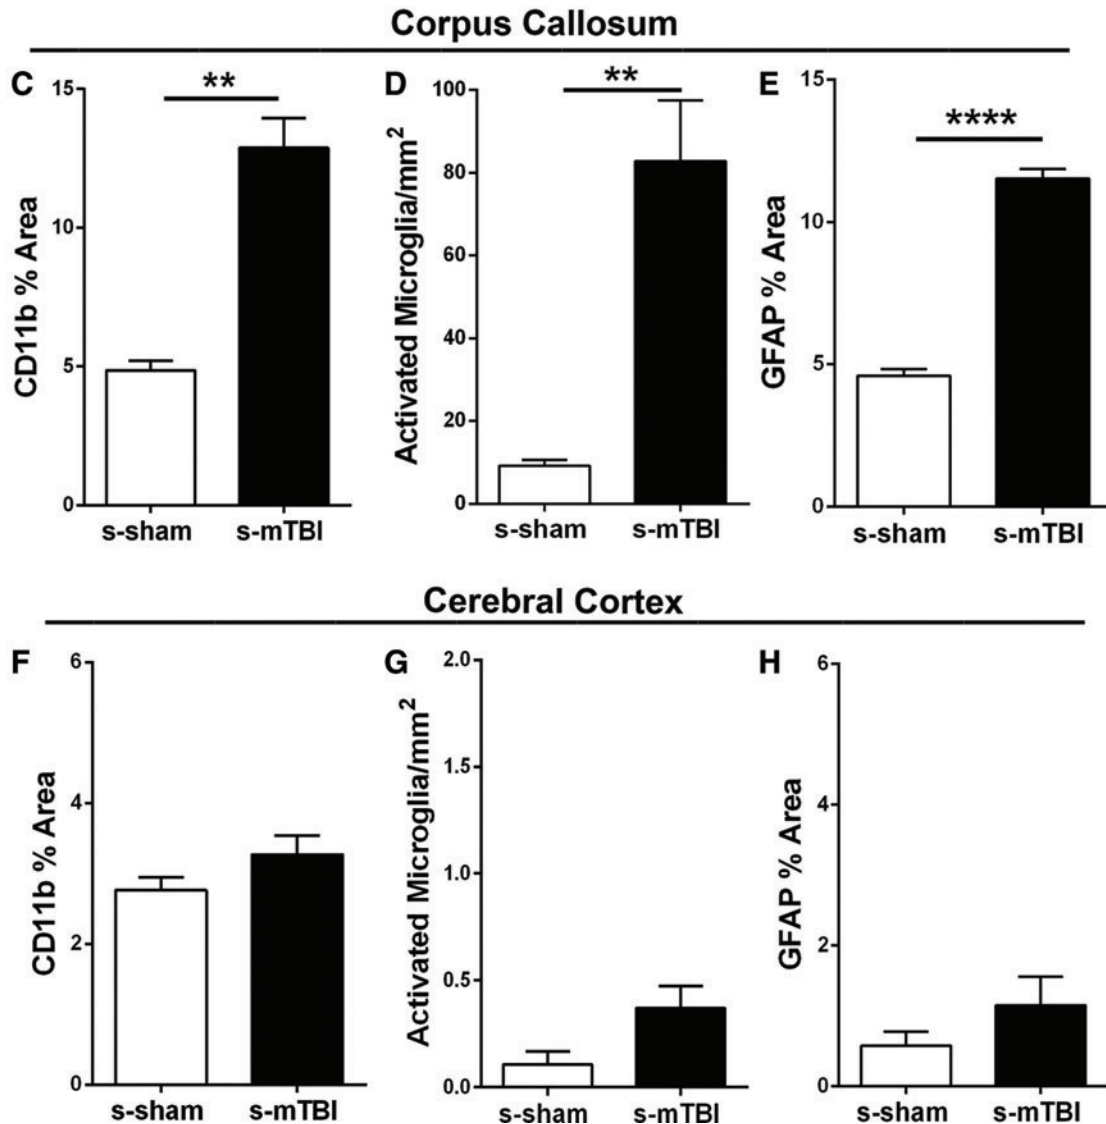 Corpus Callosum
C
**
CD11b % Area
15
10
5
0
s-sham
s-mTBI
D
**
Activated Microglia/mm²
100
80
60
40
20
0
s-sham
s-mTBI
E
****
GFAP % Area
15
10
5
0
s-sham
s-mTBI
Cerebral Cortex
F
CD11b % Area
6
4
2
0
s-sham
s-mTBI
G
Activated Microglia/mm²
2.0
1.5
1.0
0.5
0.0
s-sham
s-mTBI
H
GFAP % Area
6
4
2
0
s-sham
s-mTBI